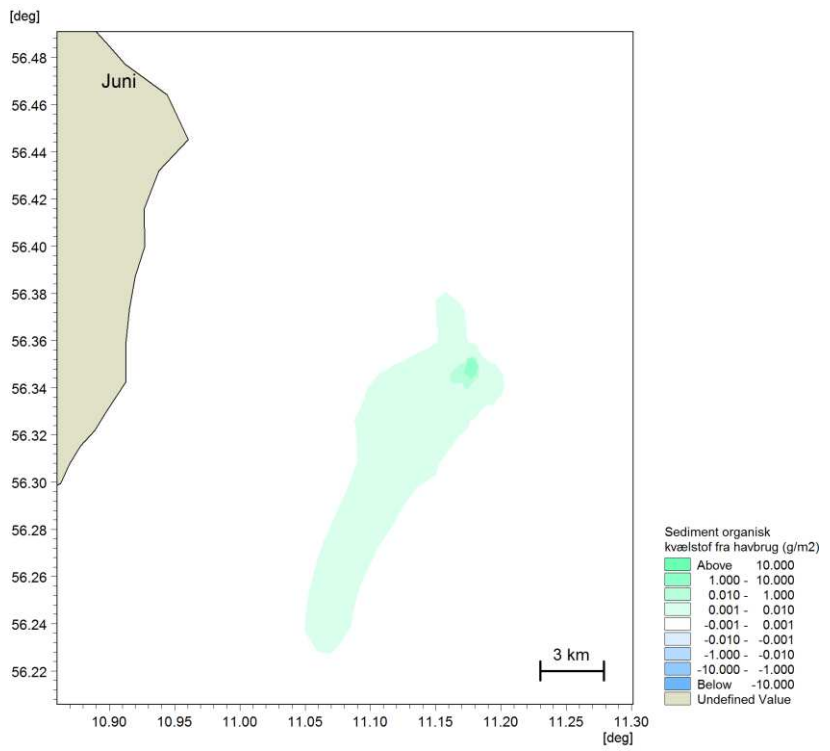 [deg]
56.48
Juni
56.46
56.44
56.42
56.40
56.38
56.36
56.34
56.32
56.30
56.28
56.26
56.24
56.22
3 km
10.90 10.95 11.00 11.05 11.10 11.15 11.20 11.25 11.30
[deg]
Sediment organisk
kvælstof fra havbrug (g/m2)
Above 10.000
1.000 - 10.000
0.010 - 1.000
0.001 - 0.010
-0.001 - 0.001
-0.010 - -0.001
-1.000 - -0.010
-10.000 - -1.000
Below -10.000
Undefined Value